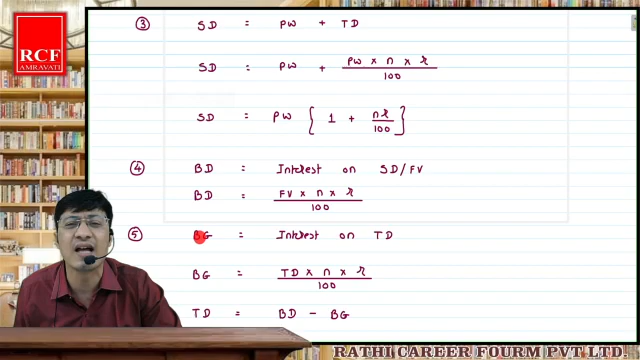 RCF
AMRAVATI
③ SD = PW + TD
SD = PW + PW × n × r / 100
SD = PW { 1 + nr/100 }
④ BD = Interest on SD/FV
BD = FV × n × r / 100
⑤ BG = Interest on TD
BG = TD × n × r / 100
TD = BD - BG
RATHI CAREER FOURM PVT LTD